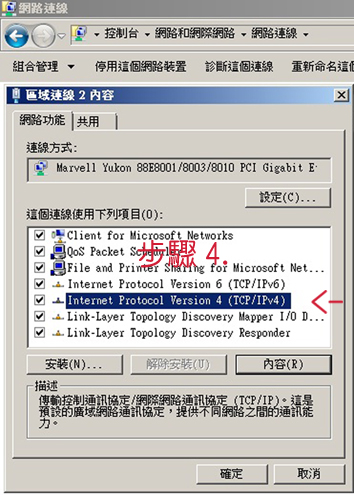 網路連線
控制台 ▸ 網路和網際網路 ▸ 網路連線 ▸
組合管理 ▼ 停用這個網路裝置 診斷這個連線 重新命名這個
區域連線 2 內容
網路功能 共用
連線方式:
Marvell Yukon 88E8001/8003/8010 PCI Gigabit E
設定(C)...
這個連線使用下列項目(O):
Client for Microsoft Networks
QoS Packet Scheduler
步驟 4.
File and Printer Sharing for Microsoft Net...
Internet Protocol Version 6 (TCP/IPv6)
Internet Protocol Version 4 (TCP/IPv4)
Link-Layer Topology Discovery Mapper I/O D...
Link-Layer Topology Discovery Responder
安裝(N)... 解除安裝(U) 內容(R)
描述
傳輸控制通訊協定/網際網路通訊協定 (TCP/IP)。這是
預設的廣域網路通訊協定，提供不同網路之間的通訊能
力。
確定 取消